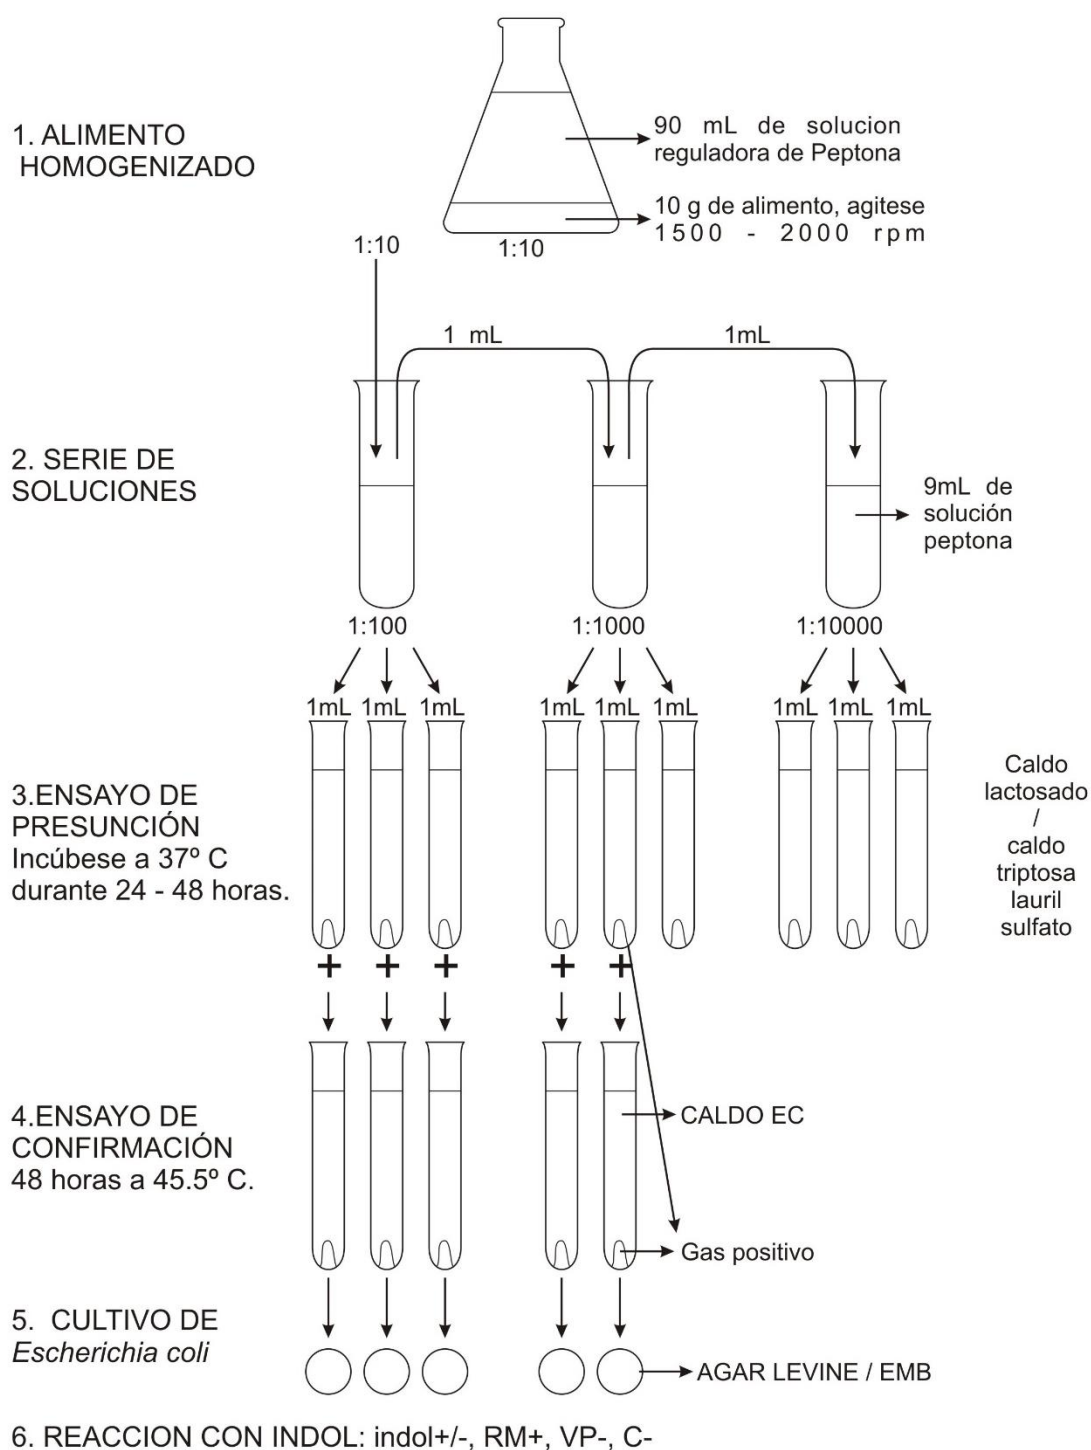 1. ALIMENTO
HOMOGENIZADO
90 mL de solucion
reguladora de Peptona
10 g de alimento, agitese
1500 - 2000 rpm
1:10
1:10
1 mL
1mL
2. SERIE DE
SOLUCIONES
9mL de
solución
peptona
1:100
1:1000
1:10000
1mL 1mL 1mL
1mL 1mL 1mL
1mL 1mL 1mL
3.ENSAYO DE
PRESUNCIÓN
Incúbese a 37º C
durante 24 - 48 horas.
Caldo
lactosado
/
caldo
triptosa
lauril
sulfato
+ + + + +
4.ENSAYO DE
CONFIRMACIÓN
48 horas a 45.5º C.
CALDO EC
Gas positivo
5. CULTIVO DE
Escherichia coli
AGAR LEVINE / EMB
6. REACCION CON INDOL: indol+/-, RM+, VP-, C-